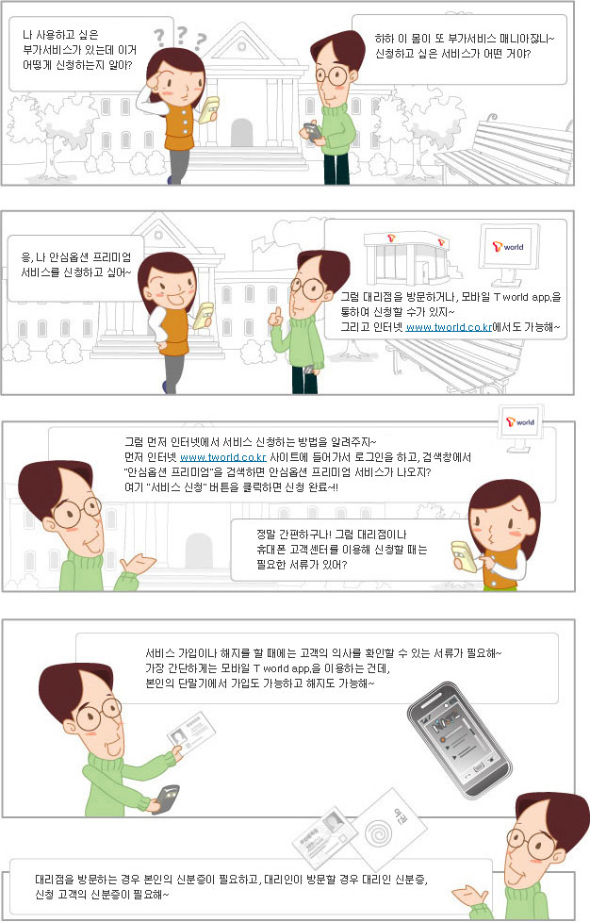 나 사용하고 싶은
부가서비스가 있는데 이거
어떻게 신청하는지 알아?
? ? ?
하하 이 몸이 또 부가서비스 매니아잖니~
신청하고 싶은 서비스가 어떤 거야?
응, 나 안심옵션 프리미엄
서비스를 신청하고 싶어~
T world
그럼 대리점을 방문하거나, 모바일 T world app.을
통하여 신청할 수가 있지~
그리고 인터넷 www.tworld.co.kr에서도 가능해~
T world
그럼 먼저 인터넷에서 서비스 신청하는 방법을 알려주지~
먼저 인터넷 www.tworld.co.kr 사이트에 들어가서 로그인을 하고, 검색창에서
"안심옵션 프리미엄"을 검색하면 안심옵션 프리미엄 서비스가 나오지?
여기 "서비스 신청" 버튼을 클릭하면 신청 완료~!!
정말 간편하구나! 그럼 대리점이나
휴대폰 고객센터를 이용해 신청할 때는
필요한 서류가 있어?
서비스 가입이나 해지를 할 때에는 고객의 의사를 확인할 수 있는 서류가 필요해~
가장 간단하게는 모바일 T world app.을 이용하는 건데,
본인의 단말기에서 가입도 가능하고 해지도 가능해~
여권
대리점을 방문하는 경우 본인의 신분증이 필요하고, 대리인이 방문할 경우 대리인 신분증,
신청 고객의 신분증이 필요해~